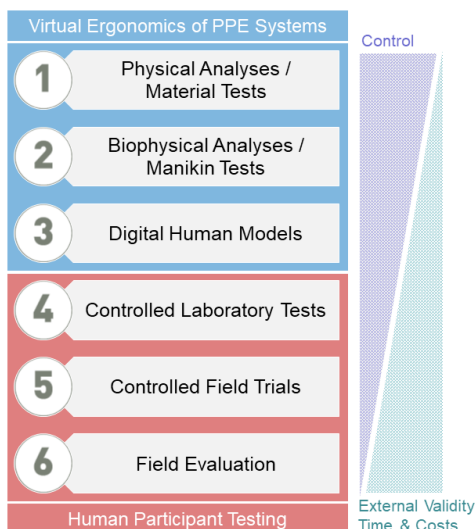 Virtual Ergonomics of PPE Systems
Control
1
Physical Analyses /
Material Tests
2
Biophysical Analyses /
Manikin Tests
3
Digital Human Models
4
Controlled Laboratory Tests
5
Controlled Field Trials
6
Field Evaluation
Human Participant Testing
External Validity
Time & Costs